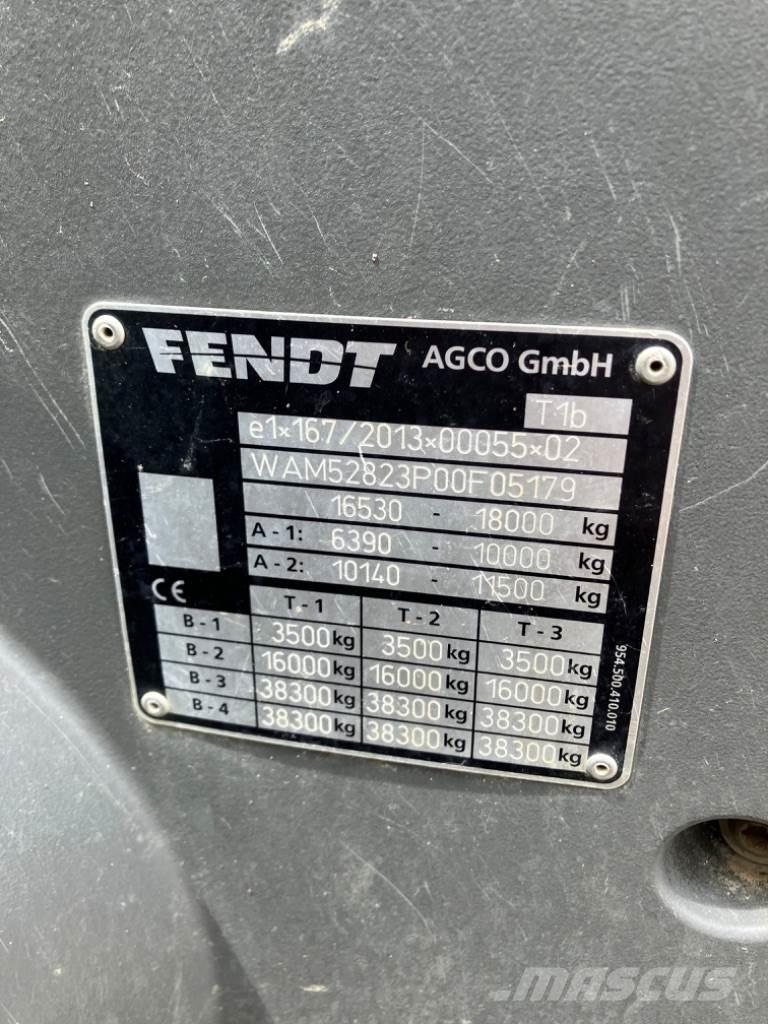 FENDT AGCO GmbH
T1b
e1×167/2013×00055×02
WAM52823P00F05179
16530 - 18000 kg
A - 1: 6390 - 10000 kg
A - 2: 10140 - 11500 kg
CE
T - 1 T - 2 T - 3
B - 1 3500 kg 3500 kg 3500 kg
B - 2 16000 kg 16000 kg 16000 kg
B - 3 38300 kg 38300 kg 38300 kg
B - 4 38300 kg 38300 kg 38300 kg
954.500.410.010
MASCUS